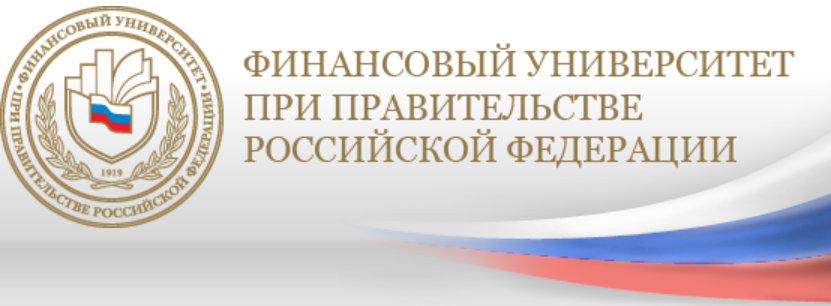 ФИНАНСОВЫЙ УНИВЕРСИТЕТ • ПРИ ПРАВИТЕЛЬСТВЕ РОССИЙСКОЙ ФЕДЕРАЦИИ •
1919
ФИНАНСОВЫЙ УНИВЕРСИТЕТ
ПРИ ПРАВИТЕЛЬСТВЕ
РОССИЙСКОЙ ФЕДЕРАЦИИ